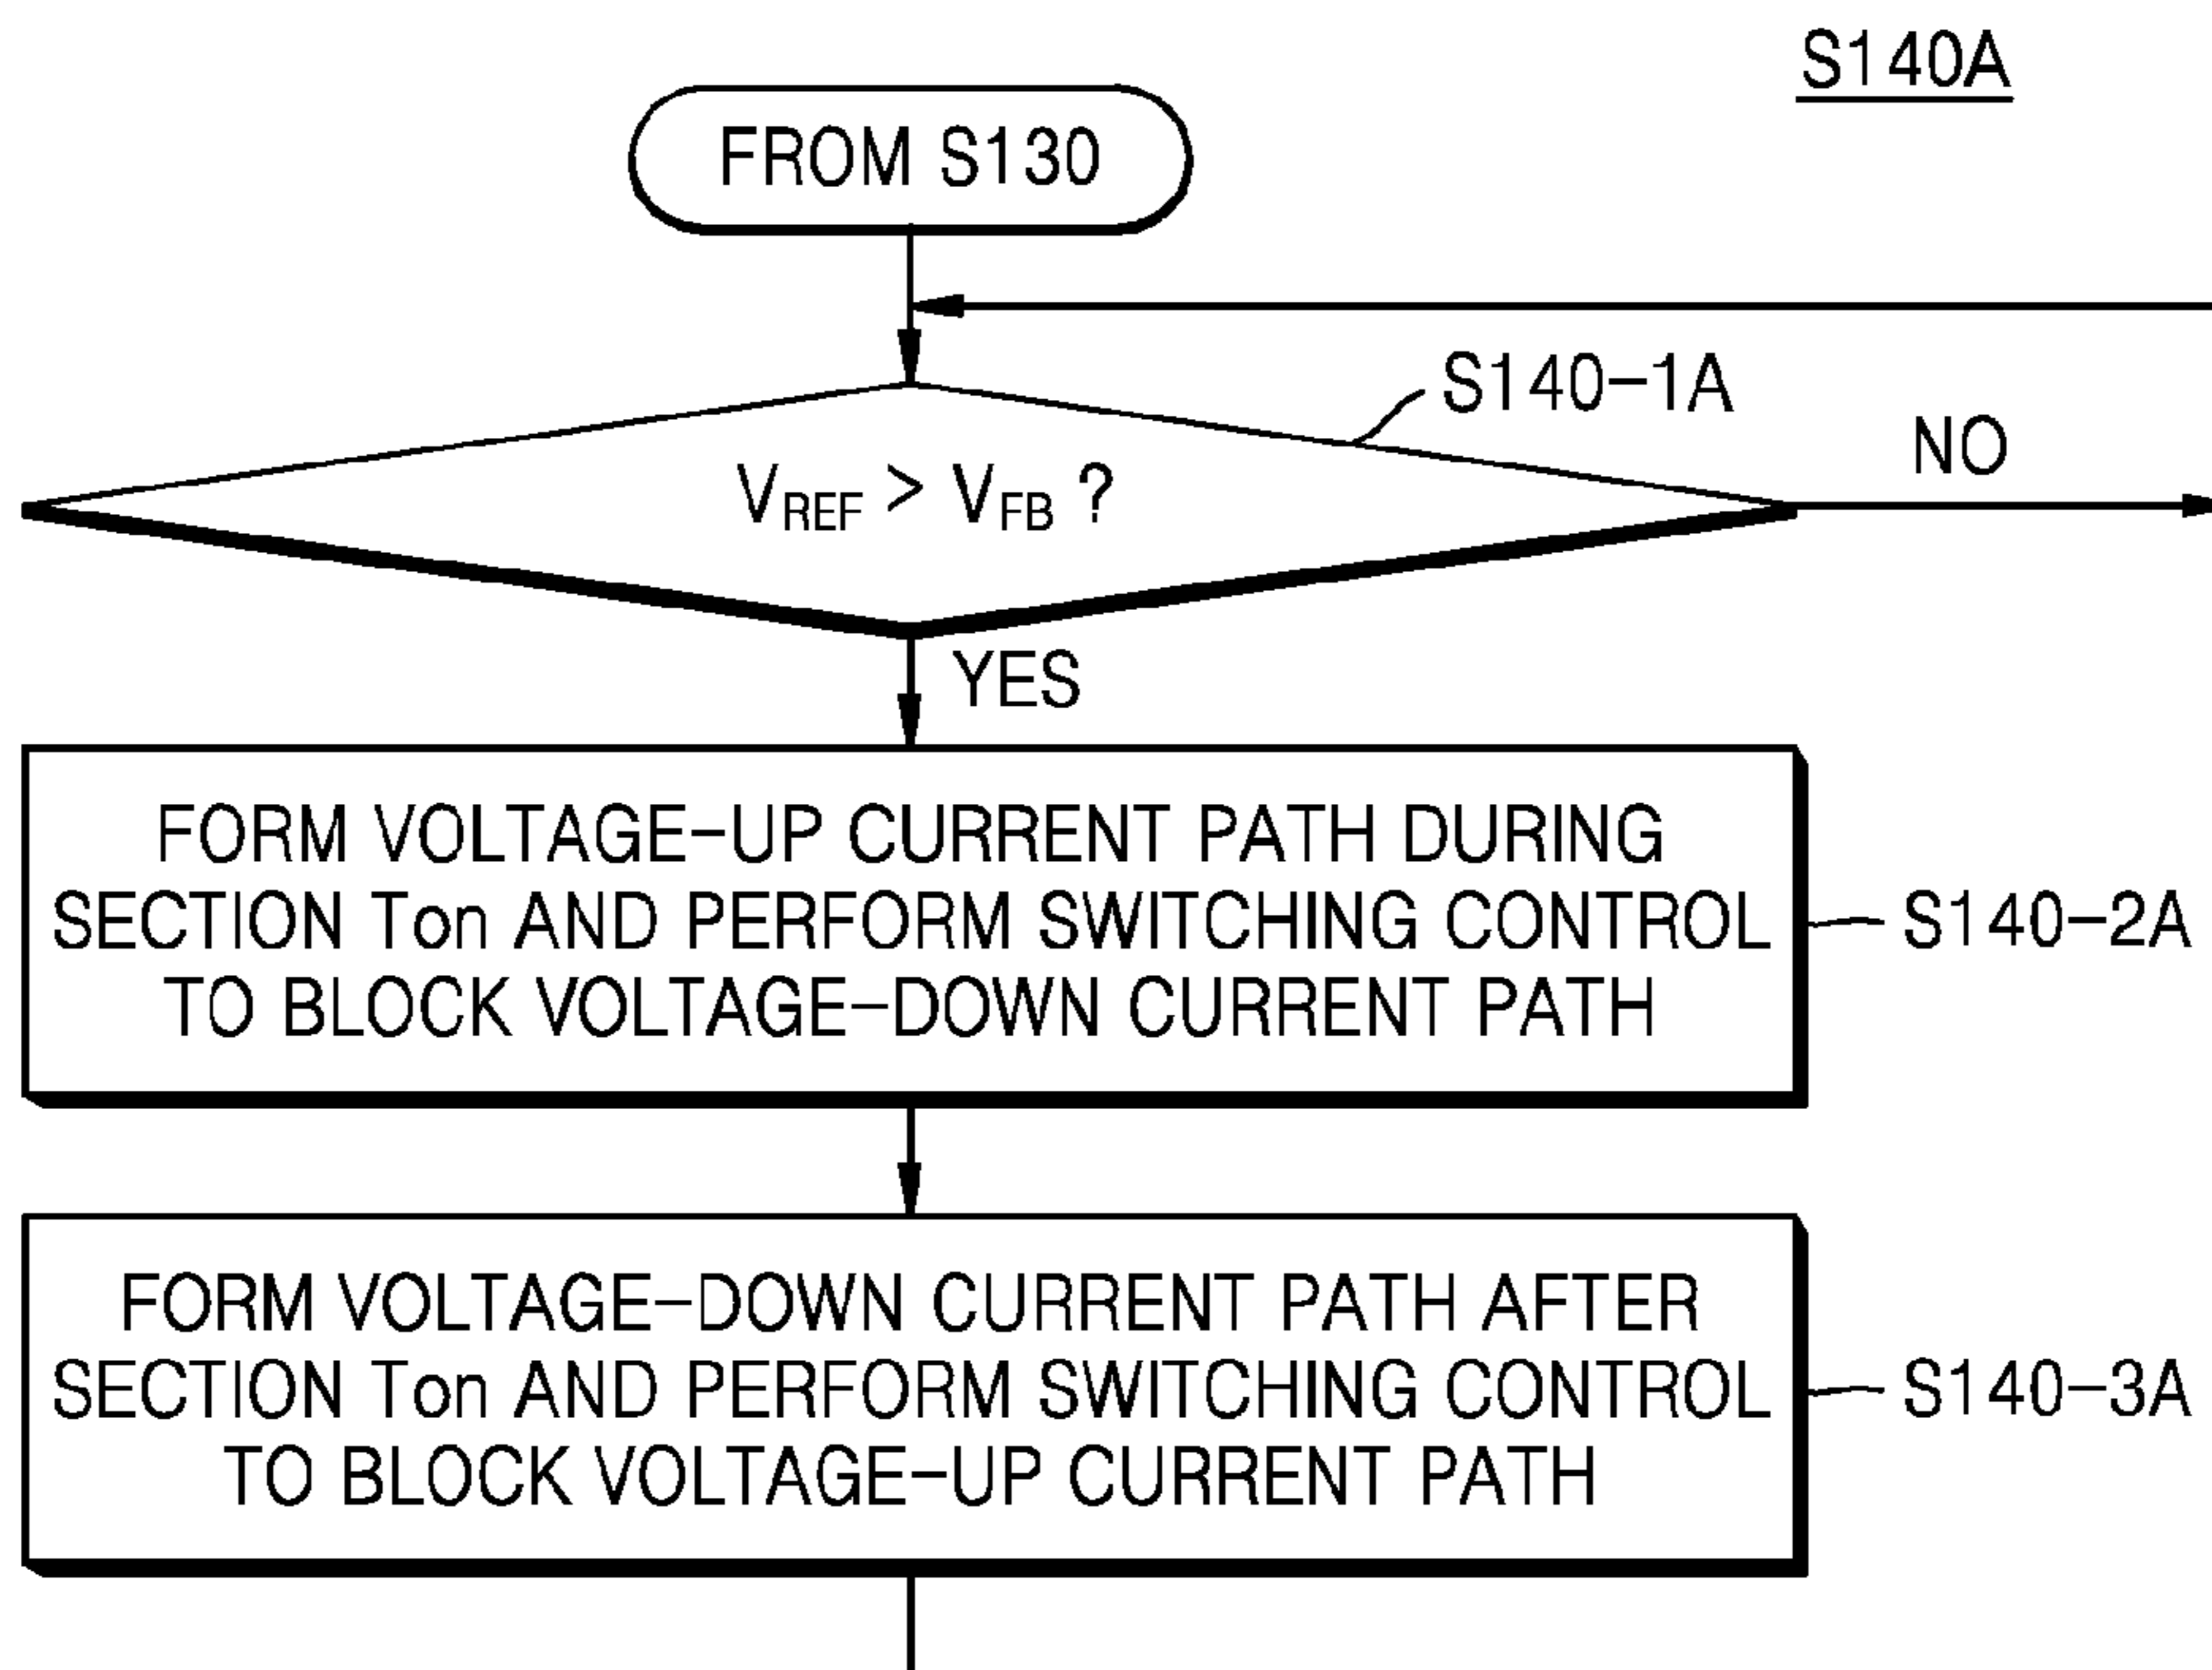 S140A
FROM S130
S140-1A
NO
VREF > VFB ?
YES
FORM VOLTAGE-UP CURRENT PATH DURING
SECTION Ton AND PERFORM SWITCHING CONTROL
TO BLOCK VOLTAGE-DOWN CURRENT PATH
S140-2A
FORM VOLTAGE-DOWN CURRENT PATH AFTER
SECTION Ton AND PERFORM SWITCHING CONTROL
TO BLOCK VOLTAGE-UP CURRENT PATH
S140-3A